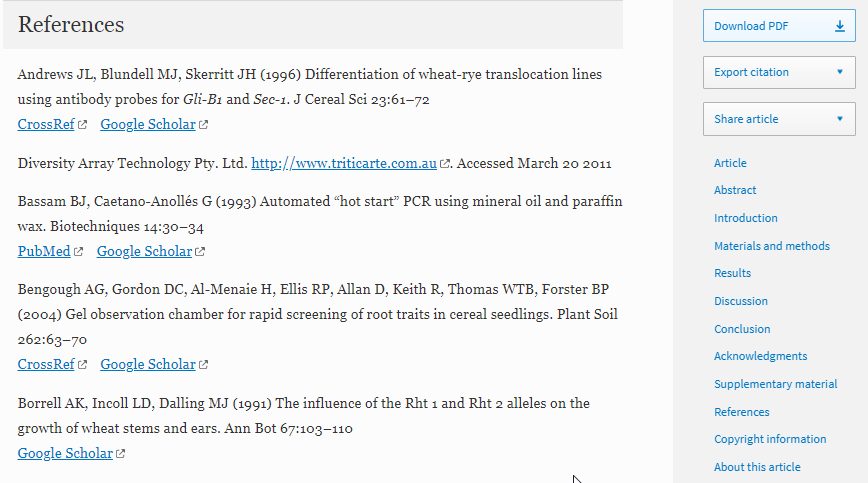 References
Andrews JL, Blundell MJ, Skerritt JH (1996) Differentiation of wheat-rye translocation lines
using antibody probes for Gli-B1 and Sec-1. J Cereal Sci 23:61–72
CrossRef Google Scholar
Diversity Array Technology Pty. Ltd. http://www.triticarte.com.au. Accessed March 20 2011
Bassam BJ, Caetano-Anollés G (1993) Automated “hot start” PCR using mineral oil and paraffin
wax. Biotechniques 14:30–34
PubMed Google Scholar
Bengough AG, Gordon DC, Al-Menaie H, Ellis RP, Allan D, Keith R, Thomas WTB, Forster BP
(2004) Gel observation chamber for rapid screening of root traits in cereal seedlings. Plant Soil
262:63–70
CrossRef Google Scholar
Borrell AK, Incoll LD, Dalling MJ (1991) The influence of the Rht 1 and Rht 2 alleles on the
growth of wheat stems and ears. Ann Bot 67:103–110
Google Scholar
Download PDF
Export citation
Share article
Article
Abstract
Introduction
Materials and methods
Results
Discussion
Conclusion
Acknowledgments
Supplementary material
References
Copyright information
About this article